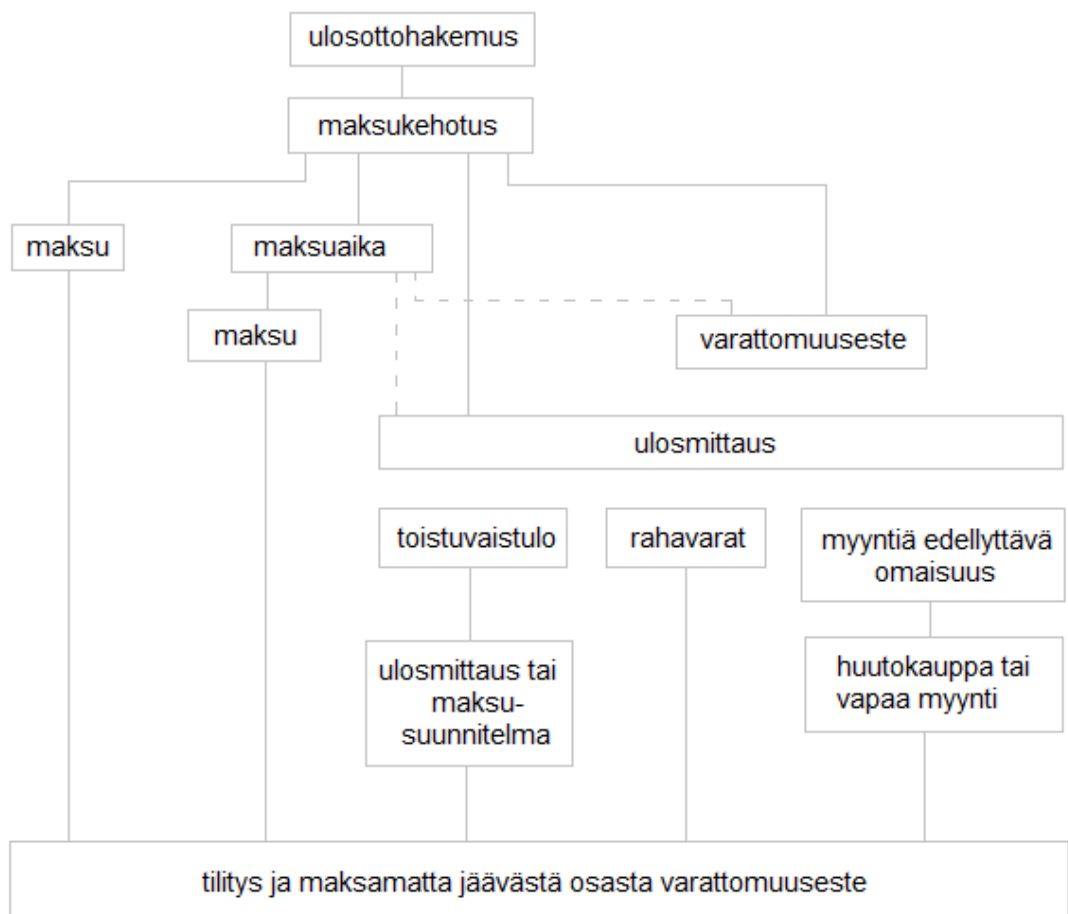 ulosottohakemus
maksukehotus
maksu
maksuaika
maksu
varattomuuseste
ulosmittaus
toistuvaistulo
rahavarat
myyntiä edellyttävä
omaisuus
ulosmittaus tai
maksu-
suunnitelma
huutokauppa tai
vapaa myynti
tilitys ja maksamatta jäävästä osasta varattomuuseste